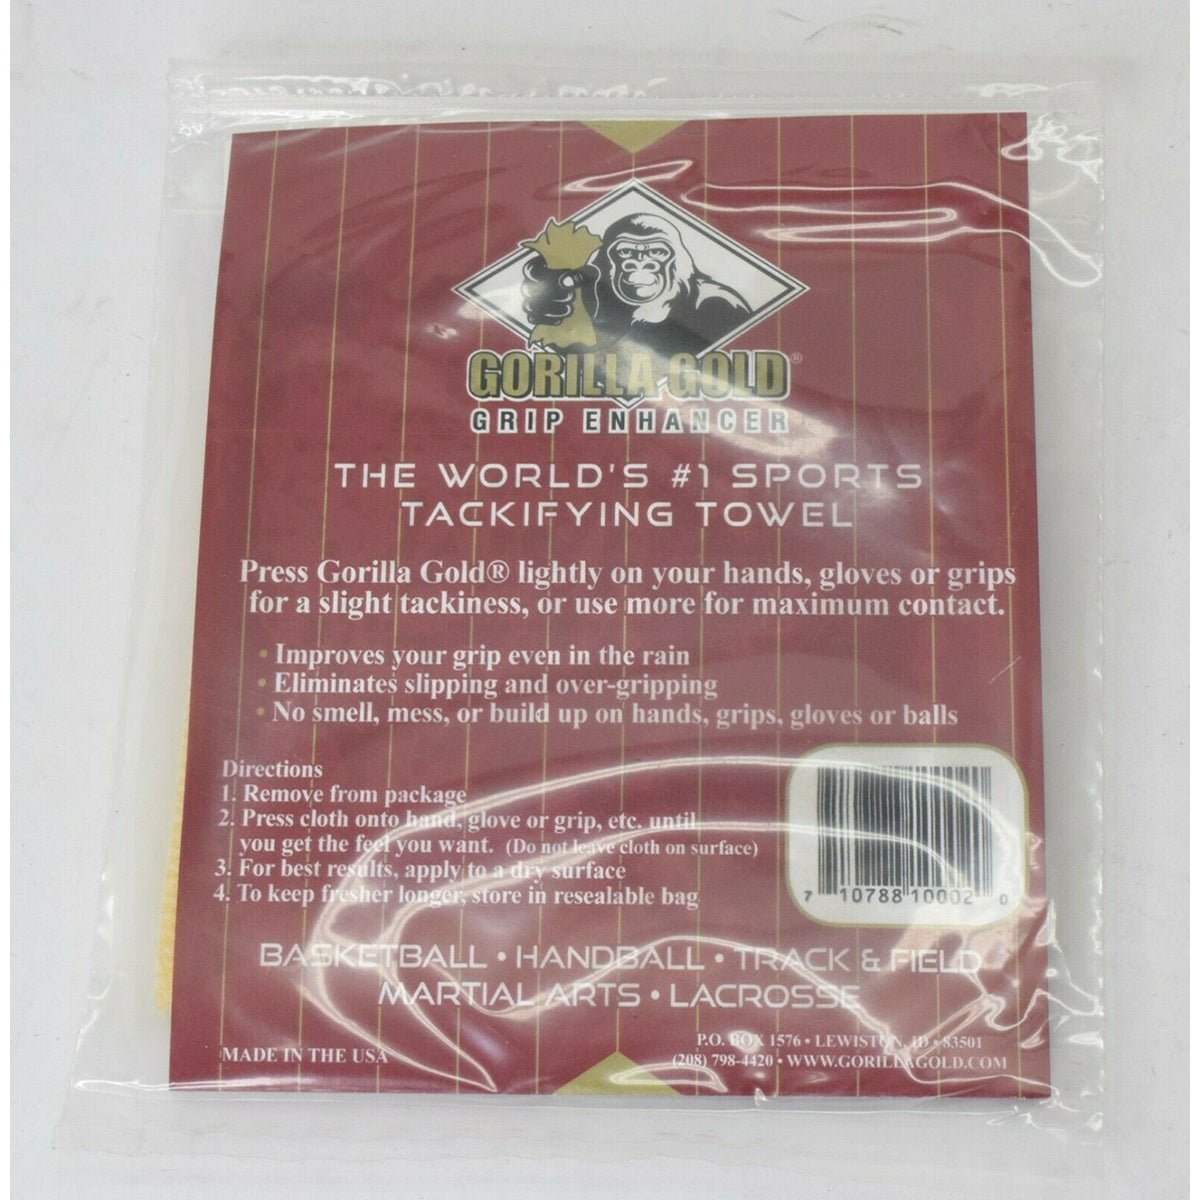 GORILLA GOLD®
GRIP ENHANCER
THE WORLD'S #1 SPORTS
TACKIFYING TOWEL
Press Gorilla Gold® lightly on your hands, gloves or grips
for a slight tackiness, or use more for maximum contact.
• Improves your grip even in the rain
• Eliminates slipping and over-gripping
• No smell, mess, or build up on hands, grips, gloves or balls
Directions
1. Remove from package
2. Press cloth onto hand, glove or grip, etc. until
you get the feel you want. (Do not leave cloth on surface)
3. For best results, apply to a dry surface
4. To keep fresher longer, store in resealable bag
7 10788 10002 0
BASKETBALL • HANDBALL • TRACK & FIELD
MARTIAL ARTS • LACROSSE
MADE IN THE USA
P.O. BOX 1576 • LEWISTON, ID • 83501
(208) 798-4420 • WWW.GORILLAGOLD.COM